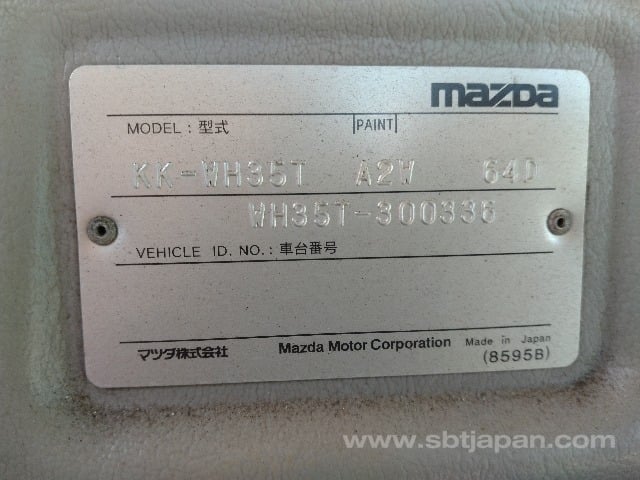 mazda
MODEL : 型式 PAINT
KK-WH35T A2W 64D
WH35T-300336
VEHICLE ID. NO. : 車台番号
マツダ株式会社 Mazda Motor Corporation Made in Japan
(8595B)
www.sbtjapan.com